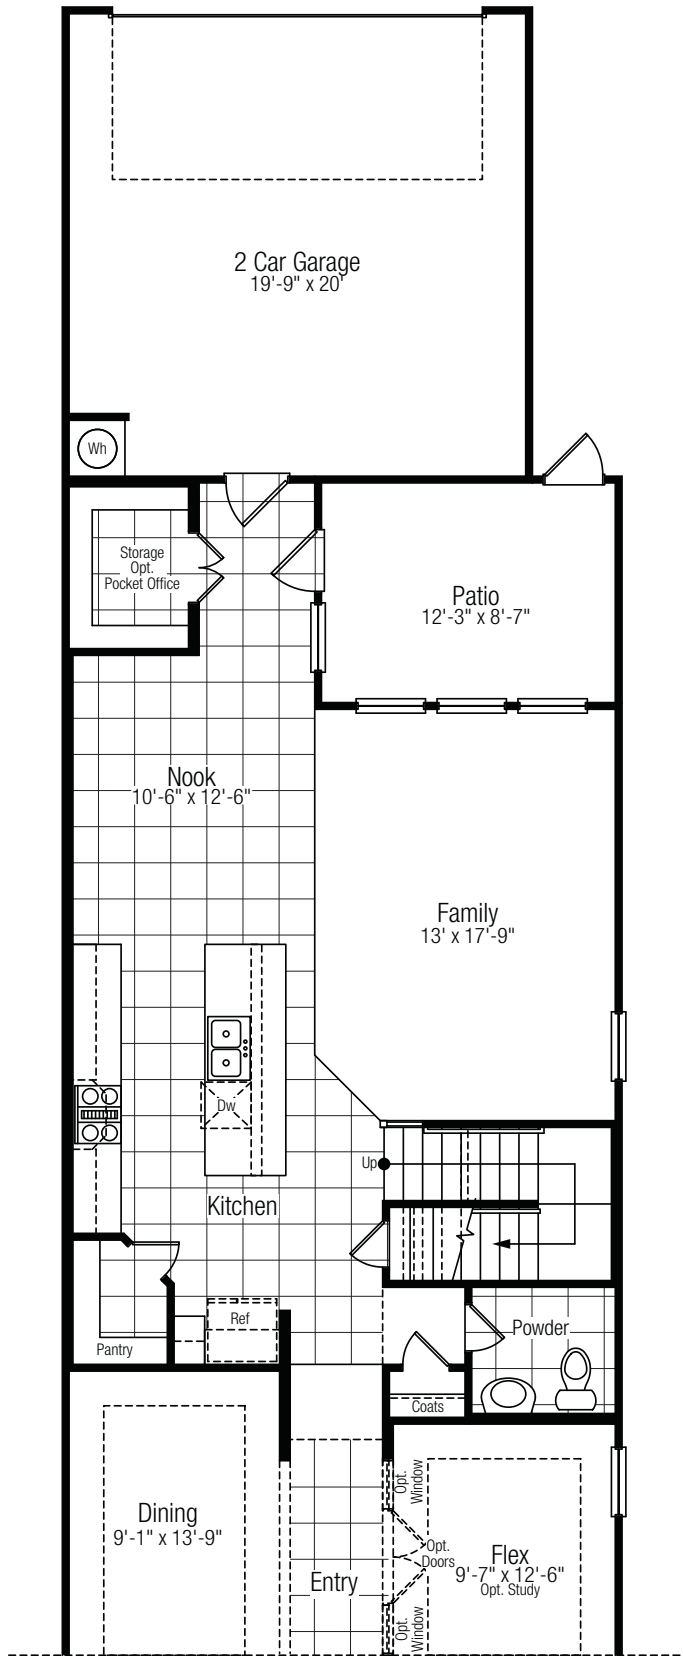 2 Car Garage
19'-9" x 20'
Wh
Storage
Opt.
Pocket Office
Patio
12'-3" x 8'-7"
Nook
10'-6" x 12'-6"
Family
13' x 17'-9"
Dw
Up
Kitchen
Ref
Pantry
Powder
Coats
Opt.
Window
Dining
9'-1" x 13'-9"
Opt.
Doors
Flex
9'-7" x 12'-6"
Opt. Study
Entry
Opt.
Window